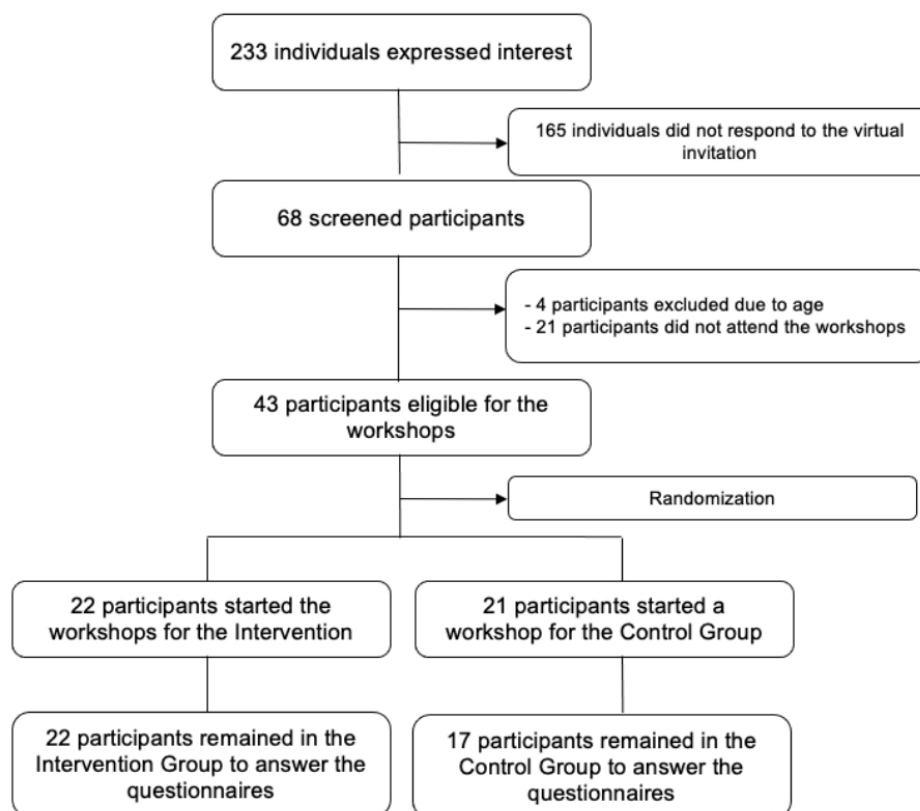 233 individuals expressed interest
165 individuals did not respond to the virtual
invitation
68 screened participants
- 4 participants excluded due to age
- 21 participants did not attend the workshops
43 participants eligible for the
workshops
Randomization
22 participants started the
workshops for the Intervention
21 participants started a
workshop for the Control Group
22 participants remained in the
Intervention Group to answer the
questionnaires
17 participants remained in the
Control Group to answer the
questionnaires